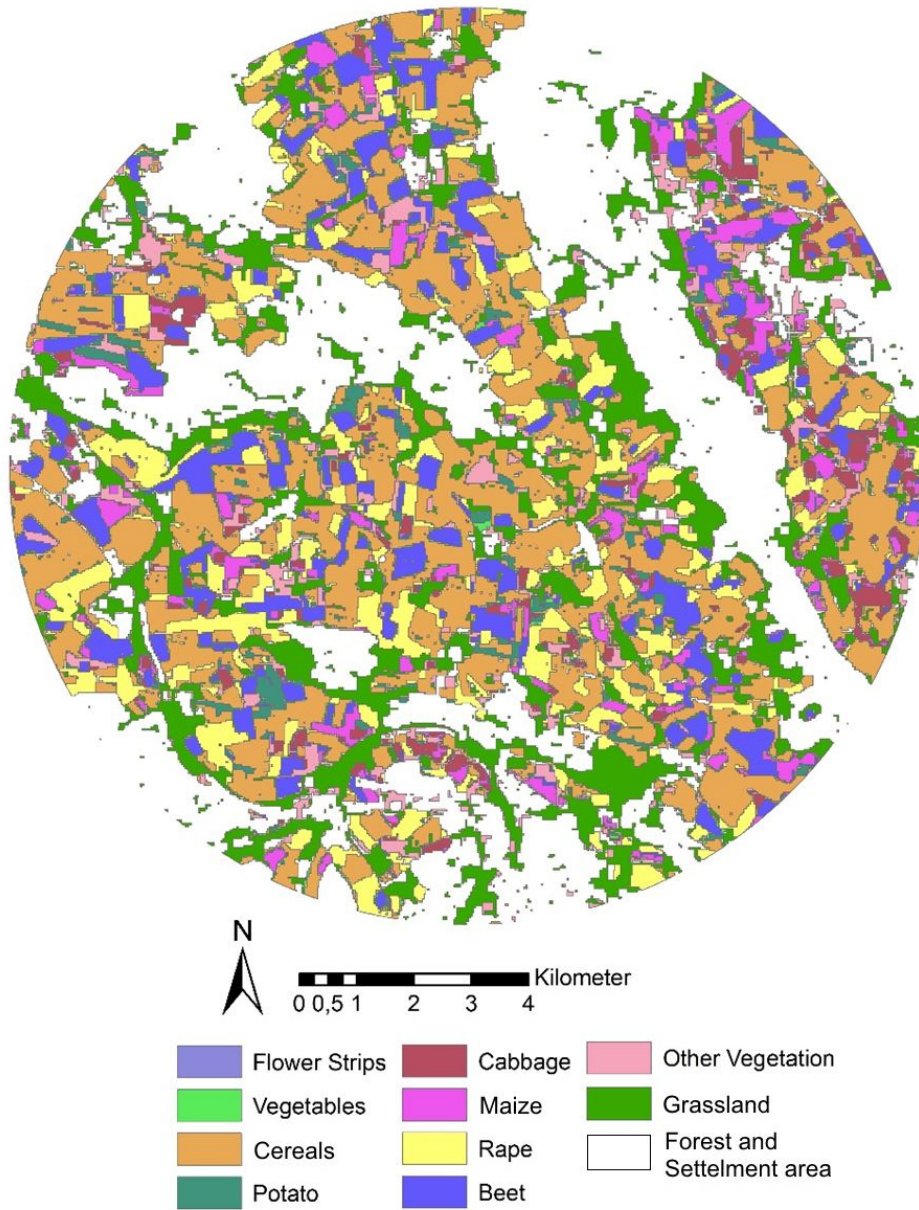 N
Kilometer
0 0,5 1 2 3 4
Flower Strips
Cabbage
Other Vegetation
Vegetables
Maize
Grassland
Cereals
Rape
Forest and
Settelment area
Potato
Beet